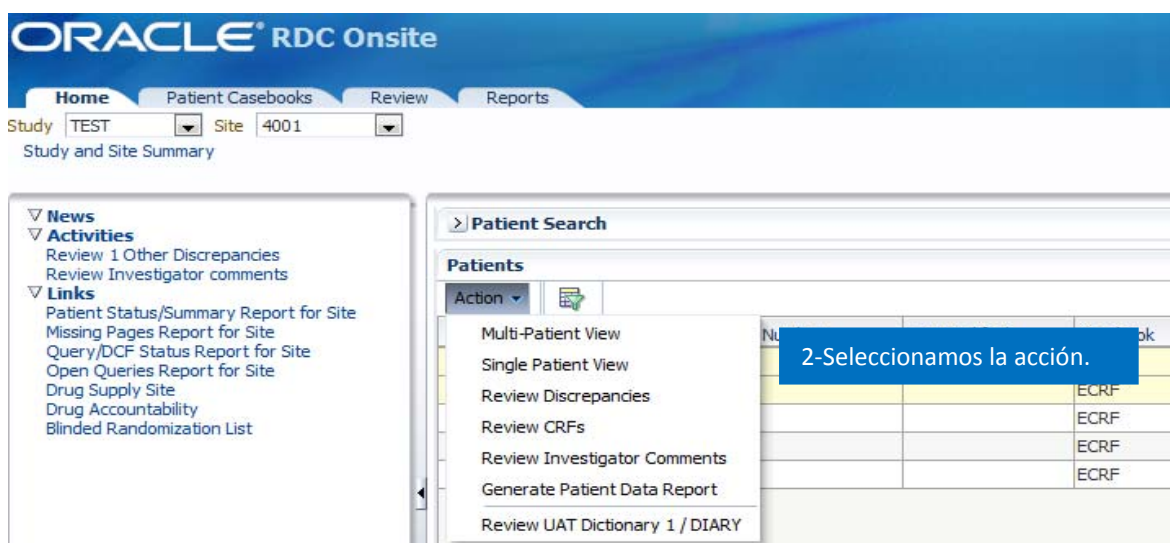 ORACLE® RDC Onsite
Home Patient Casebooks Review Reports
Study TEST Site 4001
Study and Site Summary
News
Activities
Review 1 Other Discrepancies
Review Investigator comments
Links
Patient Status/Summary Report for Site
Missing Pages Report for Site
Query/DCF Status Report for Site
Open Queries Report for Site
Drug Supply Site
Drug Accountability
Blinded Randomization List
Patient Search
Patients
Action
Multi-Patient View
Single Patient View
Review Discrepancies
Review CRFs
Review Investigator Comments
Generate Patient Data Report
Review UAT Dictionary 1 / DIARY
2-Seleccionamos la acción.
ECRF
ECRF
ECRF
ECRF